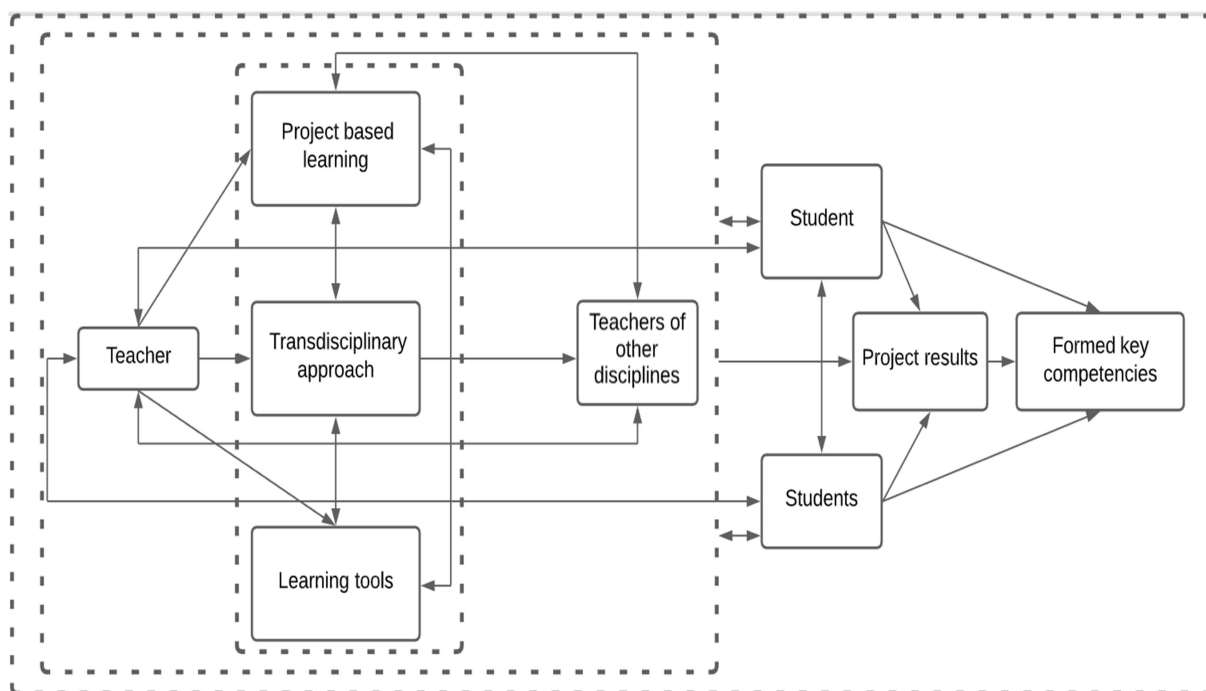 Project based
learning
Student
Teacher
Transdisciplinary
approach
Teachers of
other
disciplines
Project results
Formed key
competencies
Students
Learning tools